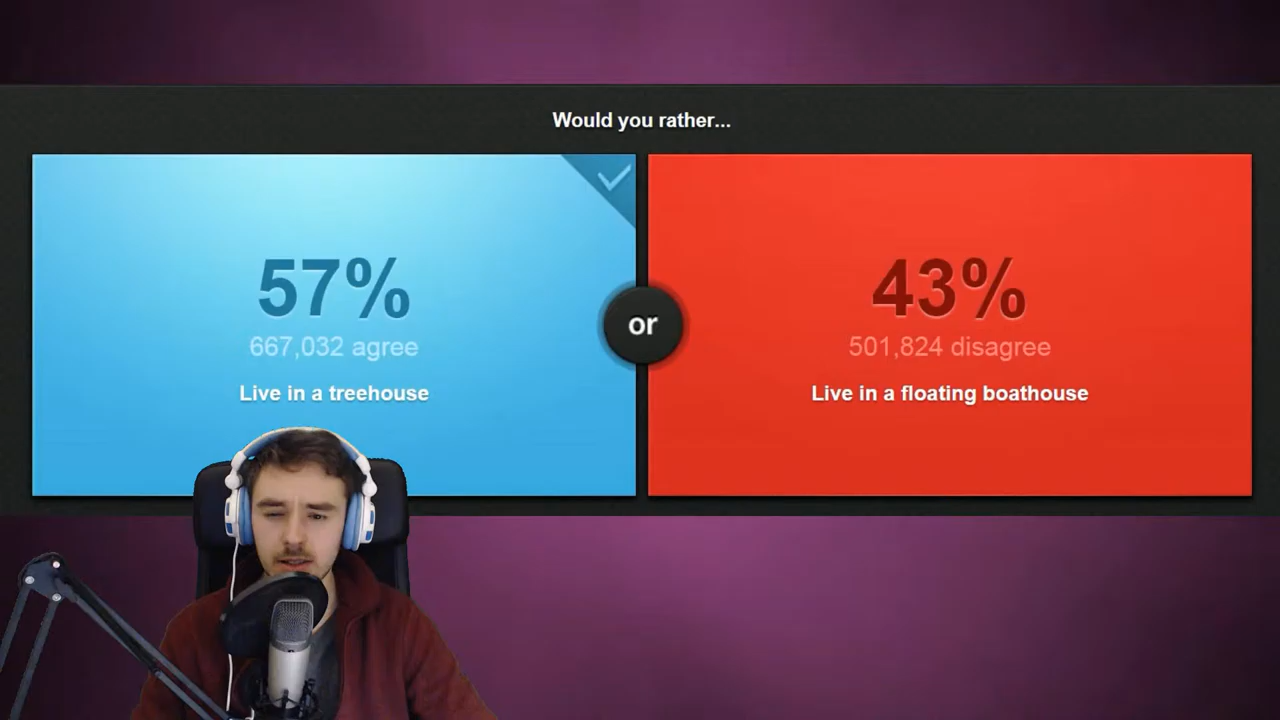 Would you rather...
57%
667,032 agree
Live in a treehouse
or
43%
501,824 disagree
Live in a floating boathouse